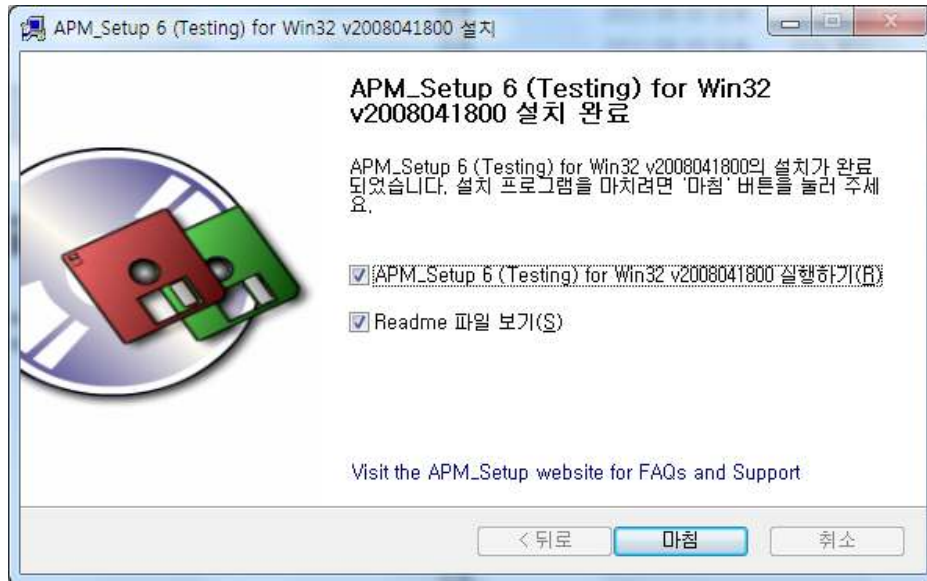 APM_Setup 6 (Testing) for Win32 v2008041800 설치
APM_Setup 6 (Testing) for Win32
v2008041800 설치 완료
APM_Setup 6 (Testing) for Win32 v2008041800의 설치가 완료
되었습니다. 설치 프로그램을 마치려면 '마침' 버튼을 눌러 주세
요.
APM_Setup 6 (Testing) for Win32 v2008041800 실행하기(R)
Readme 파일 보기(S)
Visit the APM_Setup website for FAQs and Support
< 뒤로
마침
취소